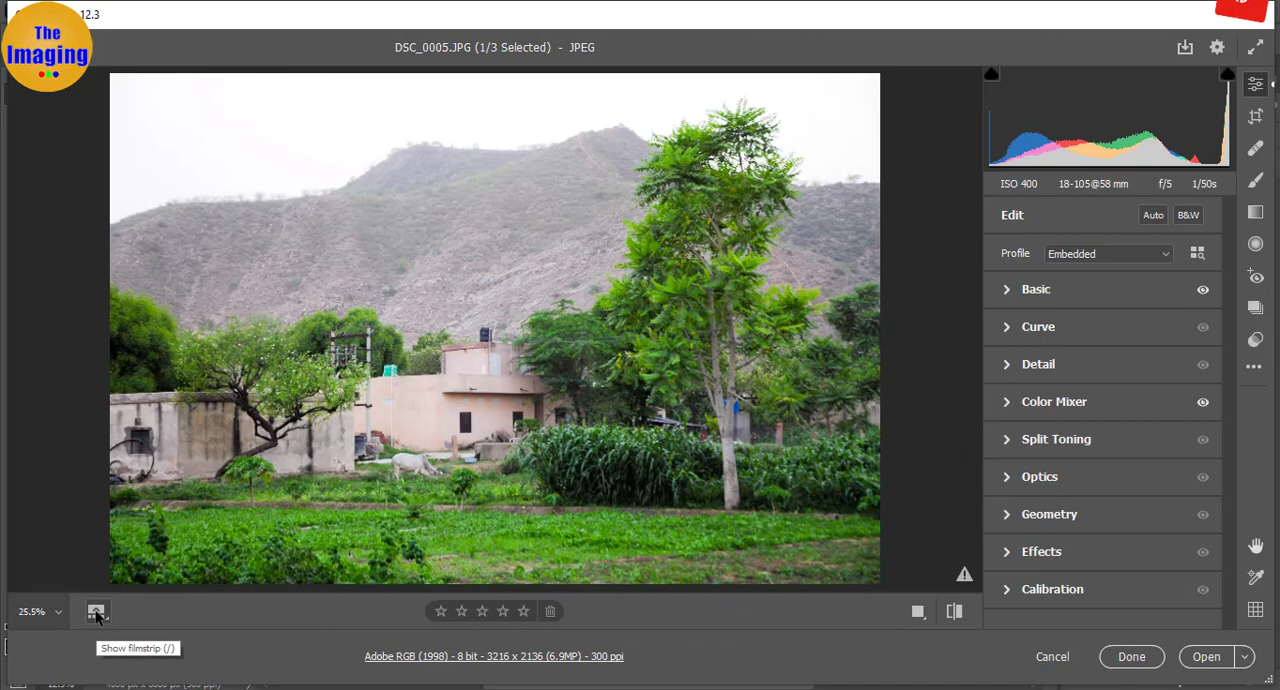 12.3
The
Imaging
DSC_0005.JPG (1/3 Selected) - JPEG
ISO 400 18-105@58 mm f/5 1/50s
Edit Auto B&W
Profile Embedded
Basic
Curve
Detail
Color Mixer
Split Toning
Optics
Geometry
Effects
Calibration
25.5%
Show filmstrip (/)
Adobe RGB (1998) - 8 bit - 3216 x 2136 (6.9MP) - 300 ppi
Cancel Done Open